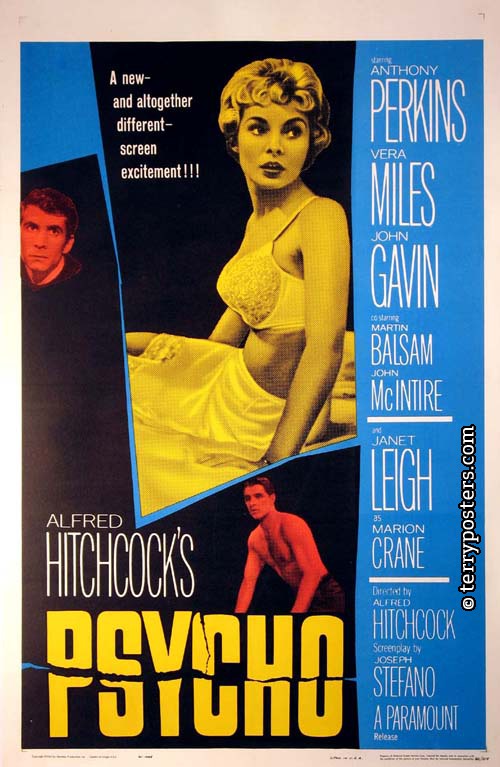 A new-
and altogether
different-
screen
excitement!!!
starring
ANTHONY
PERKINS
VERA
MILES
JOHN
GAVIN
co-starring
MARTIN
BALSAM
JOHN
McINTIRE
and
JANET
LEIGH
as
MARION
CRANE
Directed by
ALFRED
HITCHCOCK
Screenplay by
JOSEPH
STEFANO
A PARAMOUNT
Release
ALFRED
HITCHCOCK'S
PSYCHO
© terryposters.com